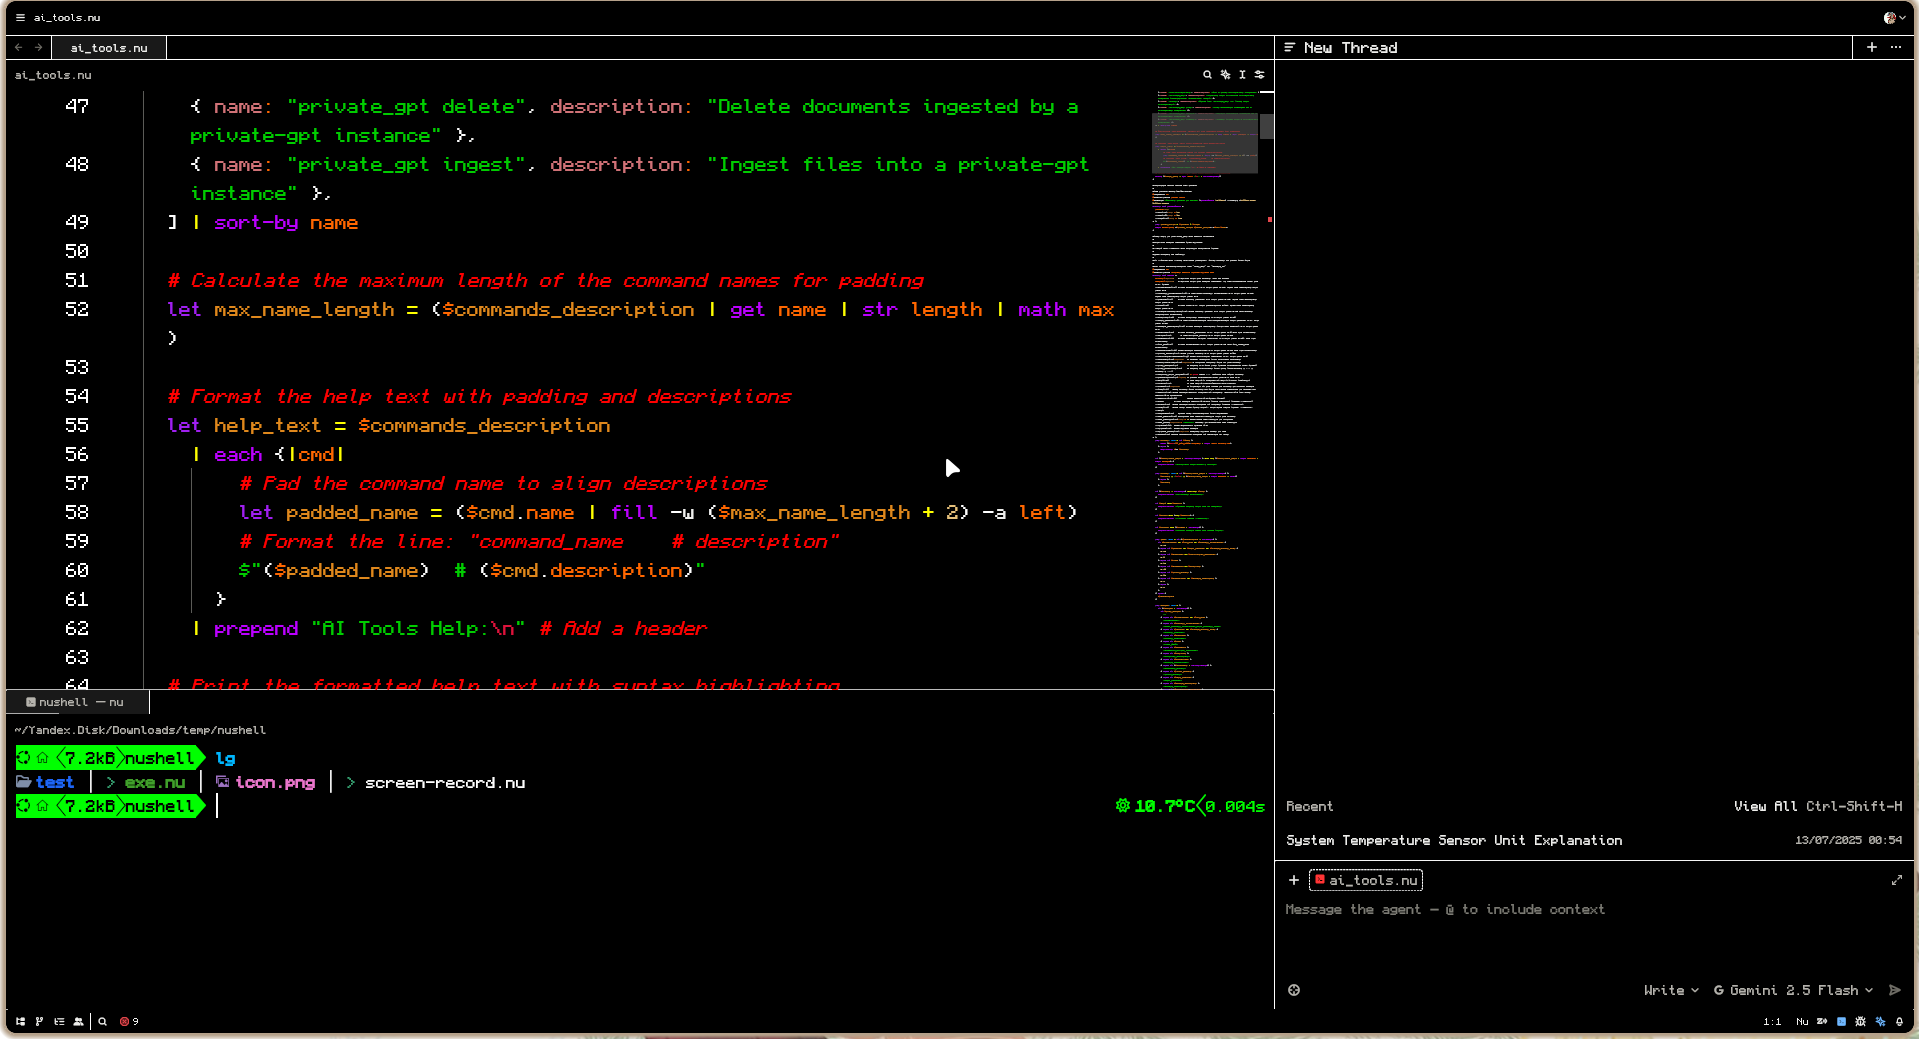 ai_tools.nu
ai_tools.nu
New Thread
ai_tools.nu
47 { name: "private_gpt delete", description: "Delete documents ingested by a
private-gpt instance" },
48 { name: "private_gpt ingest", description: "Ingest files into a private-gpt
instance" },
49 ] | sort-by name
50
51 # Calculate the maximum length of the command names for padding
52 let max_name_length = ($commands_description | get name | str length | math max
)
53
54 # Format the help text with padding and descriptions
55 let help_text = $commands_description
56 | each {|cmd|
57 # Pad the command name to align descriptions
58 let padded_name = ($cmd.name | fill -w ($max_name_length + 2) -a left)
59 # Format the line: "command_name    # description"
60 $"($padded_name)  # ($cmd.description)"
61 }
62 | prepend "AI Tools Help:\n" # Add a header
63
64 # Print the formatted help text with syntax highlighting
nushell — nu
~/Yandex.Disk/Downloads/temp/nushell
7.2kB nushell lg
test | > exe.nu | icon.png | > screen-record.nu
7.2kB nushell 10.7°C 0.004s
Recent View All Ctrl-Shift-H
System Temperature Sensor Unit Explanation 13/07/2025 00:54
+ ai_tools.nu
Message the agent — @ to include context
Write G Gemini 2.5 Flash
9 1:1 Nu